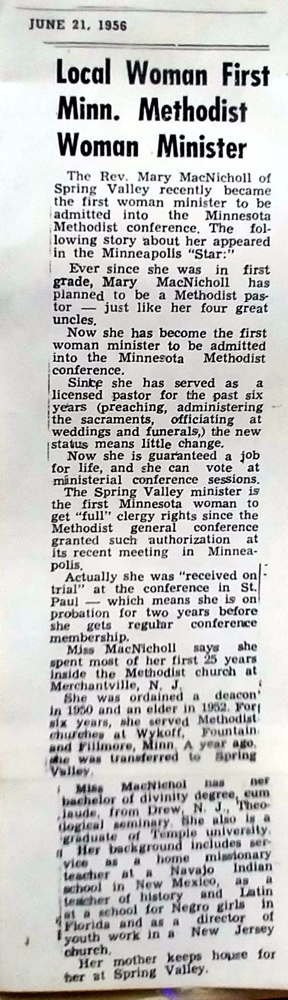 JUNE 21, 1956
Local Woman First
Minn. Methodist
Woman Minister
The Rev. Mary MacNicholl of
Spring Valley recently became
the first woman minister to be
admitted into the Minnesota
Methodist conference. The fol-
lowing story about her appeared
in the Minneapolis "Star:"
Ever since she was in first
grade, Mary MacNicholl has
planned to be a Methodist pas-
tor — just like her four great
uncles.
Now she has become the first
woman minister to be admitted
into the Minnesota Methodist
conference.
Since she has served as a
licensed pastor for the past six
years (preaching, administering
the sacraments, officiating at
weddings and funerals,) the new
status means little change.
Now she is guaranteed a job
for life, and she can vote at
ministerial conference sessions.
The Spring Valley minister is
the first Minnesota woman to
get "full" clergy rights since the
Methodist general conference
granted such authorization at
its recent meeting in Minnea-
polis.
Actually she was "received on
trial" at the conference in St.
Paul — which means she is on
probation for two years before
she gets regular conference
membership.
Miss MacNicholl says she
spent most of her first 25 years
inside the Methodist church at
Merchantville, N. J.
She was ordained a deacon
in 1950 and an elder in 1952. For
six years, she served Methodist
churches at Wykoff, Fountain
and Fillmore, Minn. A year ago,
she was transferred to Spring
Valley.
Miss MacNichol has her
bachelor of divinity degree, cum
laude, from Drew, N. J., Theo-
logical seminary. She also is a
graduate of Temple university.
Her background includes ser-
vice as a home missionary
teacher at a Navajo Indian
school in New Mexico, as a
teacher of history and Latin
at a school for Negro girls in
Florida and as a director of
youth work in a New Jersey
church.
Her mother keeps house for
her at Spring Valley.